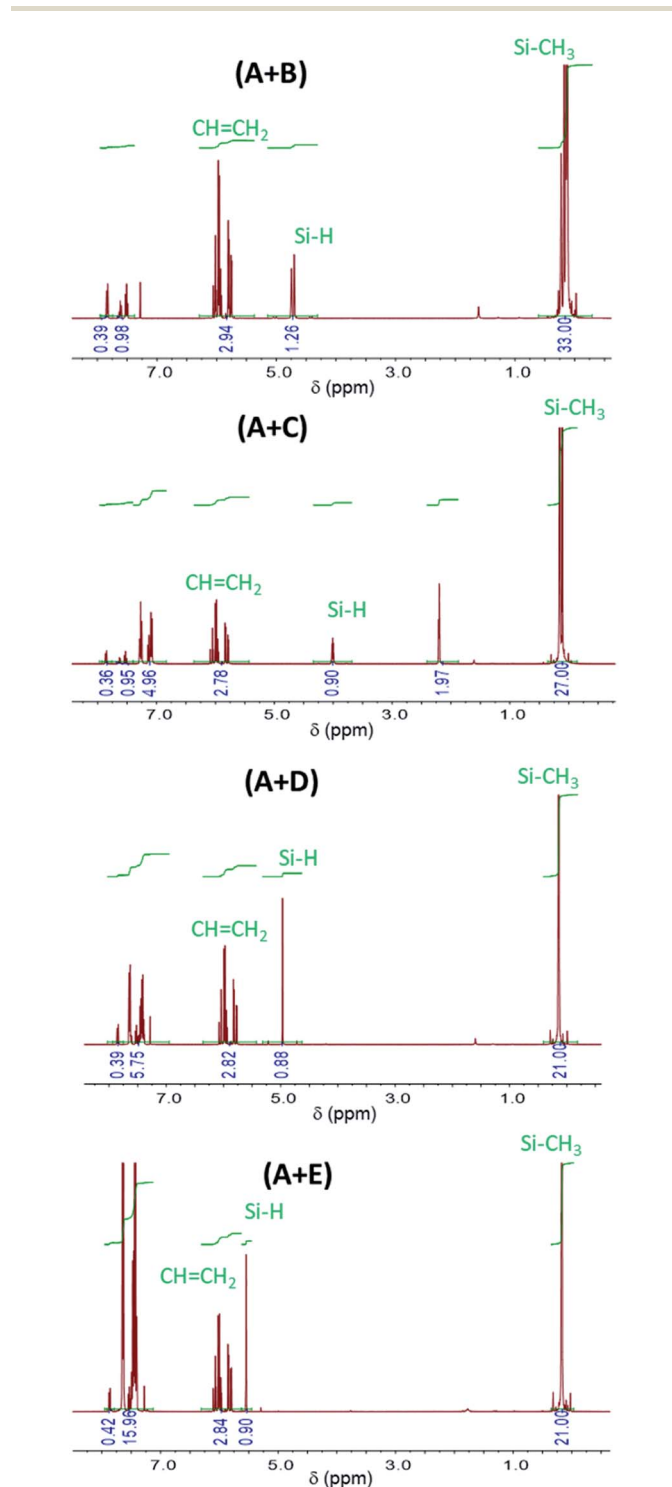 (A+B)
Si-CH3
CH=CH2
Si-H
0.39
0.98
2.94
1.26
33.00
7.0 5.0 3.0 1.0
δ (ppm)
(A+C)
Si-CH3
CH=CH2
Si-H
0.36
0.95
4.96
2.78
0.90
1.97
27.00
7.0 5.0 3.0 1.0
δ (ppm)
(A+D)
Si-CH3
Si-H
CH=CH2
0.39
5.75
2.82
0.88
21.00
7.0 5.0 3.0 1.0
δ (ppm)
(A+E)
Si-CH3
Si-H
CH=CH2
0.42
15.96
2.84
0.90
21.00
7.0 5.0 3.0 1.0
δ (ppm)